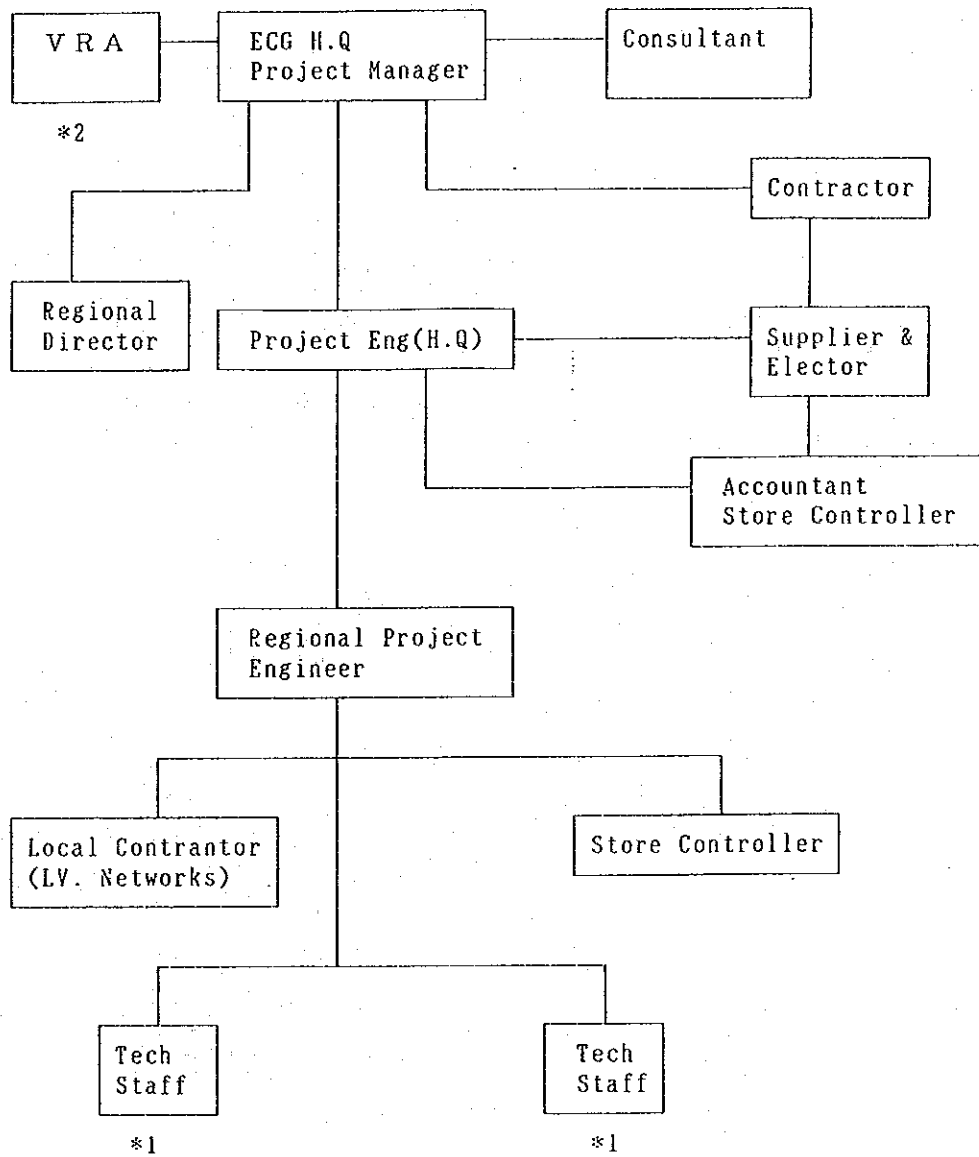 V R A
ECG H.Q
Project Manager
Consultant
*2
Contractor
Regional
Director
Project Eng(H.Q)
Supplier &
Elector
Accountant
Store Controller
Regional Project
Engineer
Local Contrantor
(LV. Networks)
Store Controller
Tech
Staff
Tech
Staff
*1
*1